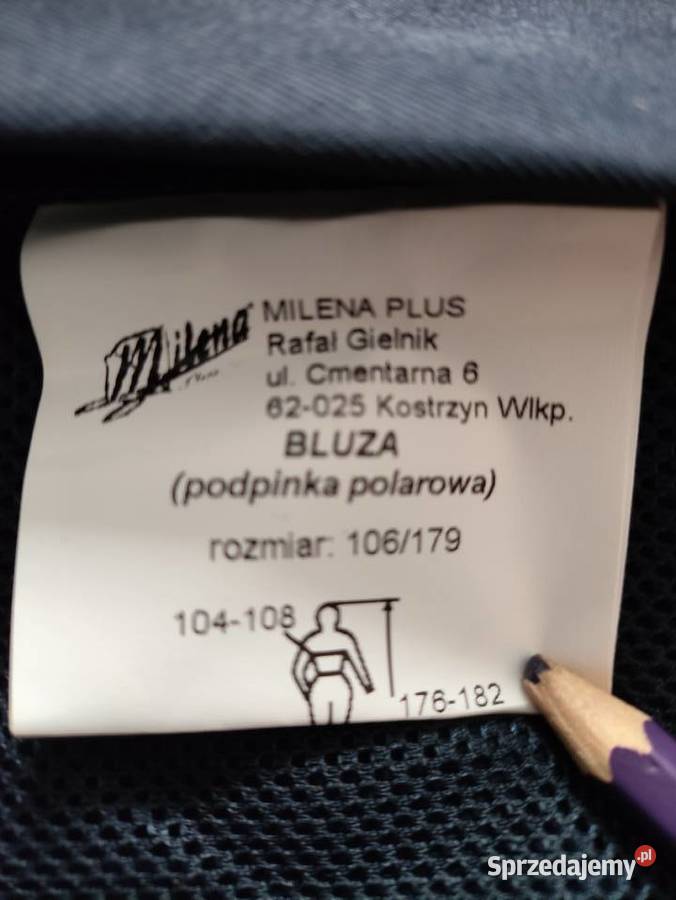 Milena
MILENA PLUS
Rafał Gielnik
ul. Cmentarna 6
62-025 Kostrzyn Wlkp.
BLUZA
(podpinka polarowa)
rozmiar: 106/179
104-108
176-182
Sprzedajemy.pl